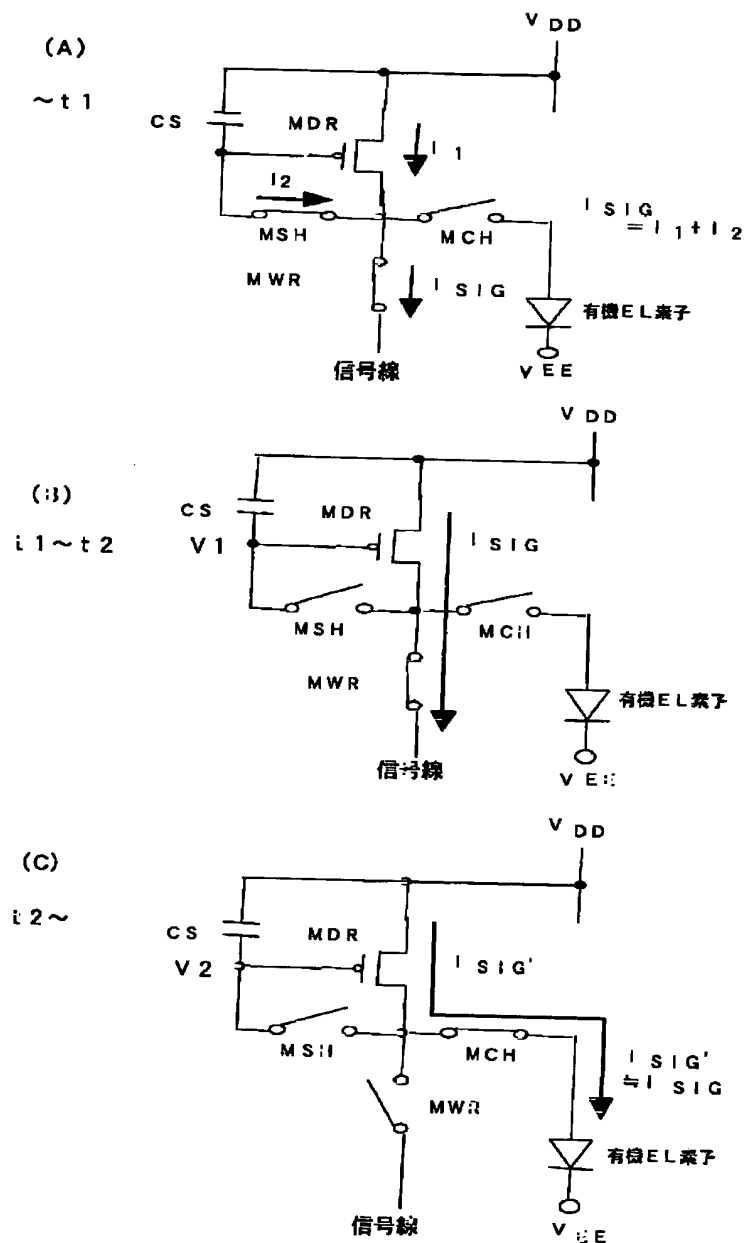 (A)
~t1
VDD
CS
MDR
I1
I2
MSH
MCH
ISIG
=I1+I2
MWR
ISIG
有機EL素子
VEE
信号線
(B)
t1~t2
VDD
CS
MDR
V1
ISIG
MSH
MCH
MWR
有機EL素子
VEE
信号線
(C)
t2~
VDD
CS
MDR
V2
ISIG'
MSH
MCH
ISIG'
≒ISIG
MWR
有機EL素子
VEE
信号線